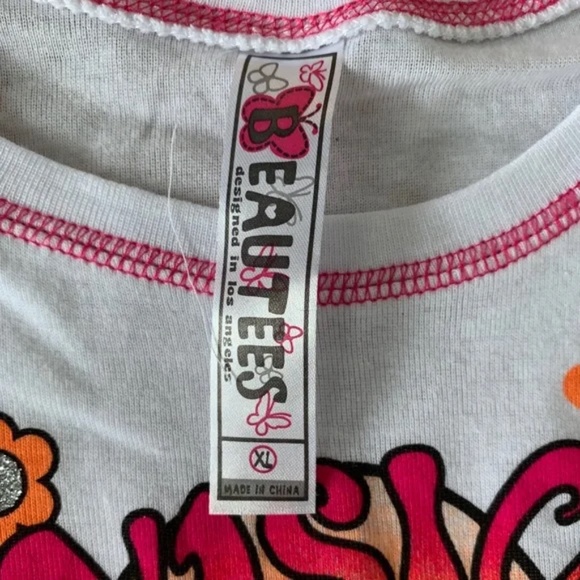 BEAUTEES
designed in los angeles
XL
MADE IN CHINA